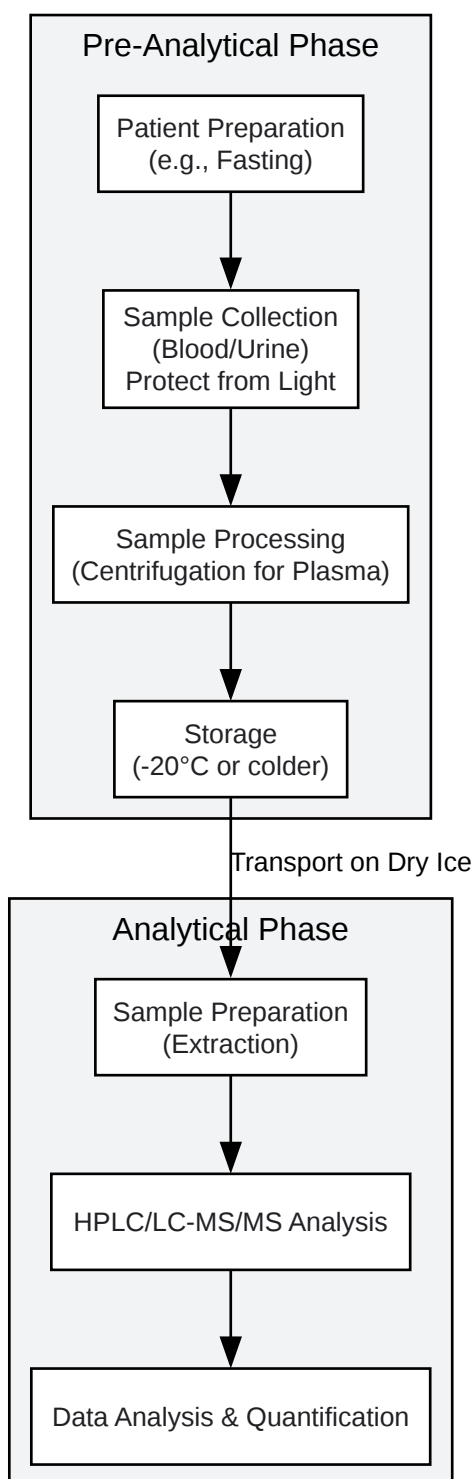 Pre-Analytical Phase
Patient Preparation
(e.g., Fasting)
Sample Collection
(Blood/Urine)
Protect from Light
Sample Processing
(Centrifugation for Plasma)
Storage
(-20°C or colder)
Transport on Dry Ice
Analytical Phase
Sample Preparation
(Extraction)
HPLC/LC-MS/MS Analysis
Data Analysis & Quantification